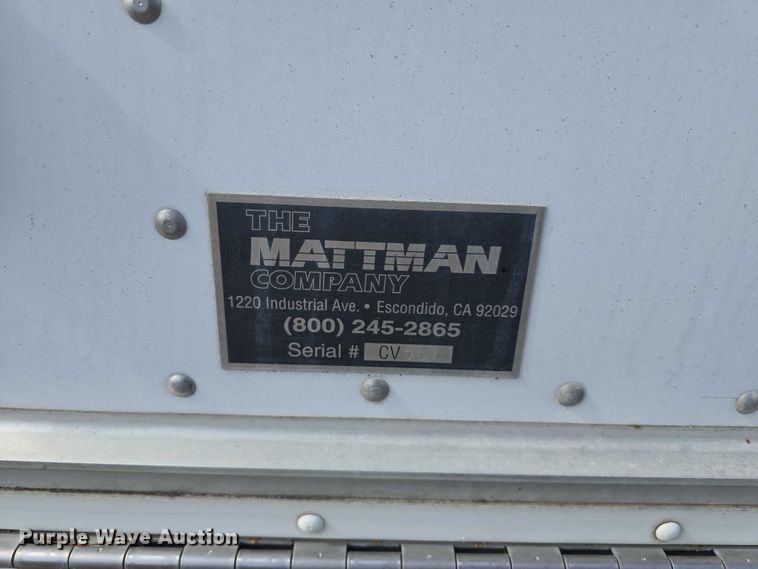 THE
MATTMAN
COMPANY
1220 Industrial Ave. • Escondido, CA 92029
(800) 245-2865
Serial # CV
Purple Wave Auction